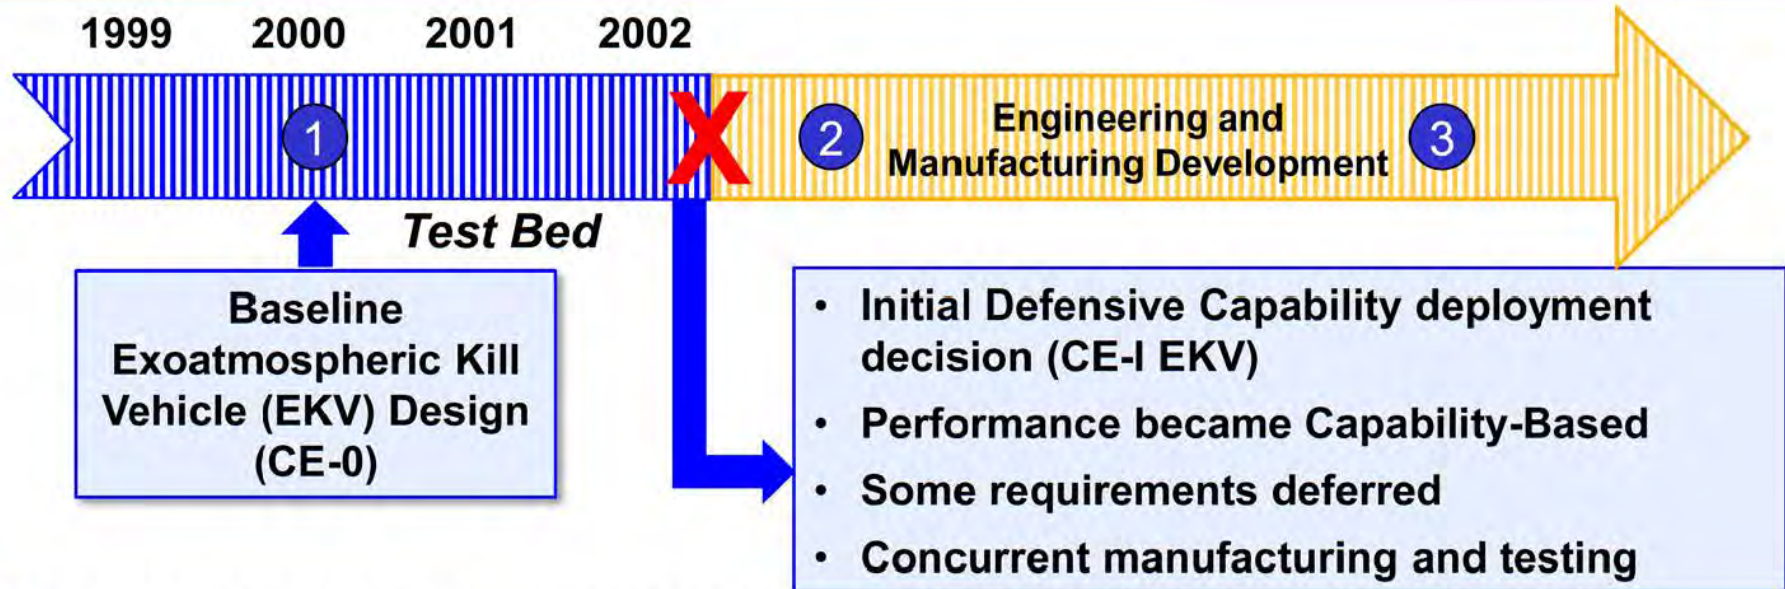 1999 2000 2001 2002
1
X
2
Engineering and
Manufacturing Development
3
Test Bed
Baseline
Exoatmospheric Kill
Vehicle (EKV) Design
(CE-0)
• Initial Defensive Capability deployment
decision (CE-I EKV)
• Performance became Capability-Based
• Some requirements deferred
• Concurrent manufacturing and testing